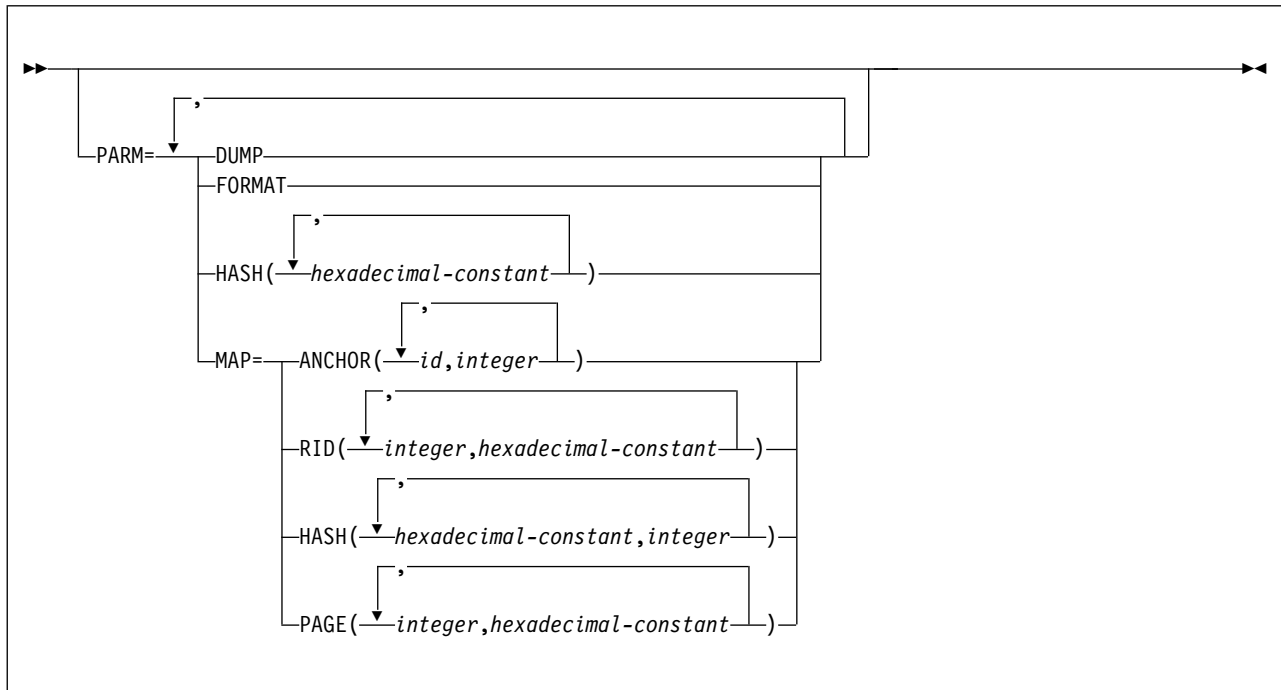 ,
PARM= DUMP
FORMAT
,
HASH( hexadecimal-constant )
,
MAP= ANCHOR( id,integer )
,
RID( integer,hexadecimal-constant )
,
HASH( hexadecimal-constant,integer )
,
PAGE( integer,hexadecimal-constant )